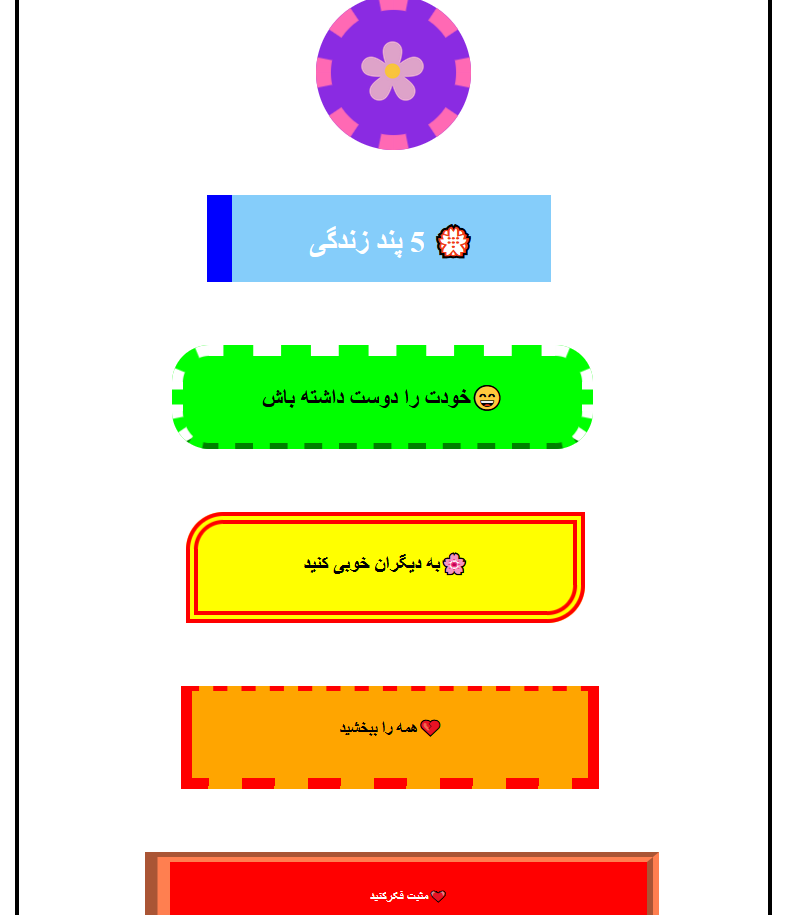 💮 5 پند زندگی
😄خودت را دوست داشته باش
🌸به دیگران خوبی کنید
❤همه را ببخشید
❤ مثبت فکرکنید